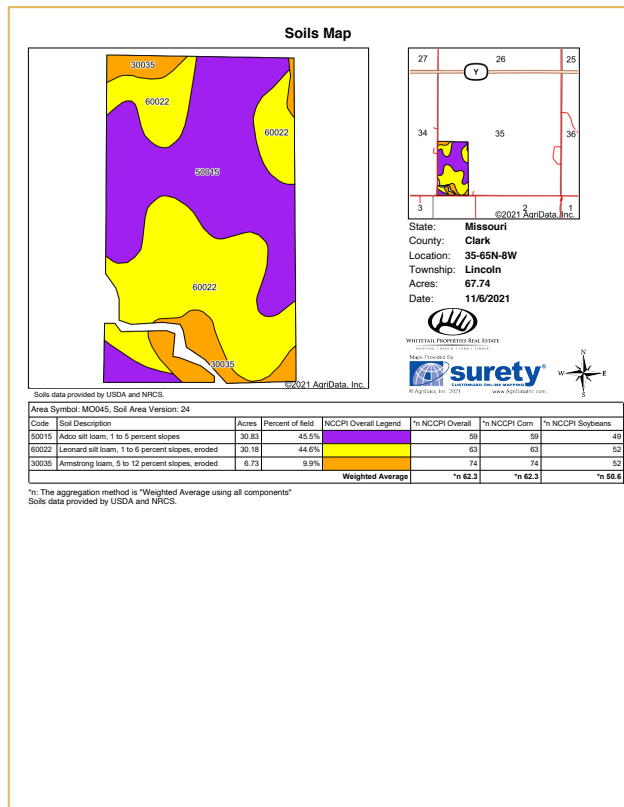 Soils Map
30035
60022
60022
50015
60022
30035
©2021 AgriData, Inc.
Soils data provided by USDA and NRCS.
27 26 25
Y
34 35 36
3 2 1
©2021 AgriData, Inc.
State: Missouri
County: Clark
Location: 35-65N-8W
Township: Lincoln
Acres: 67.74
Date: 11/6/2021
WHITETAIL PROPERTIES REAL ESTATE
HUNTING | RANCH | FARM | TIMBER
Maps Provided By
surety®
CUSTOMIZED ONLINE MAPPING
© AgriData, Inc. 2021 www.AgriDataInc.com
N
W E
S
Area Symbol: MO045, Soil Area Version: 24
Code Soil Description Acres Percent of field NCCPI Overall Legend *n NCCPI Overall *n NCCPI Corn *n NCCPI Soybeans
50015 Adco silt loam, 1 to 5 percent slopes 30.83 45.5% 59 59 49
60022 Leonard silt loam, 1 to 6 percent slopes, eroded 30.18 44.6% 63 63 52
30035 Armstrong loam, 5 to 12 percent slopes, eroded 6.73 9.9% 74 74 52
Weighted Average *n 62.3 *n 62.3 *n 50.6
*n: The aggregation method is "Weighted Average using all components"
Soils data provided by USDA and NRCS.